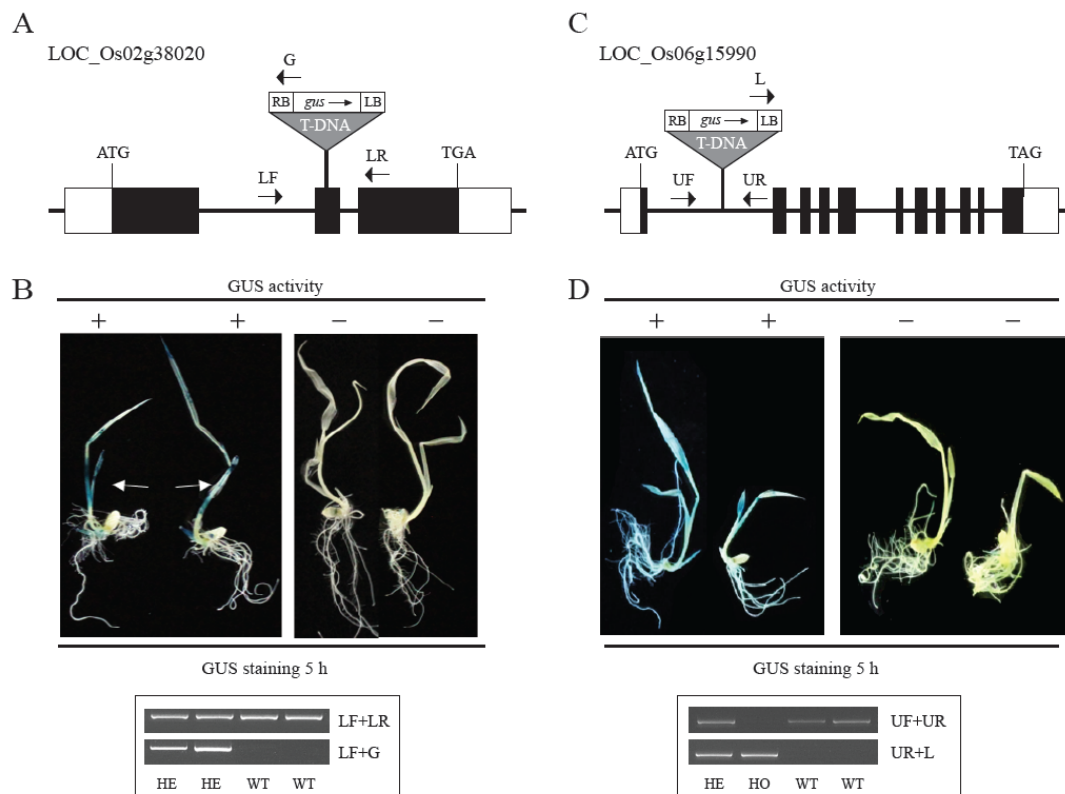 A
LOC_Os02g38020
G
RB gus LB
T-DNA
ATG
LF
LR
TGA
B
GUS activity
+ + − −
GUS staining 5 h
LF+LR
LF+G
HE HE WT WT
C
LOC_Os06g15990
L
RB gus LB
T-DNA
ATG
UF
UR
TAG
D
GUS activity
+ + − −
GUS staining 5 h
UF+UR
UR+L
HE HO WT WT